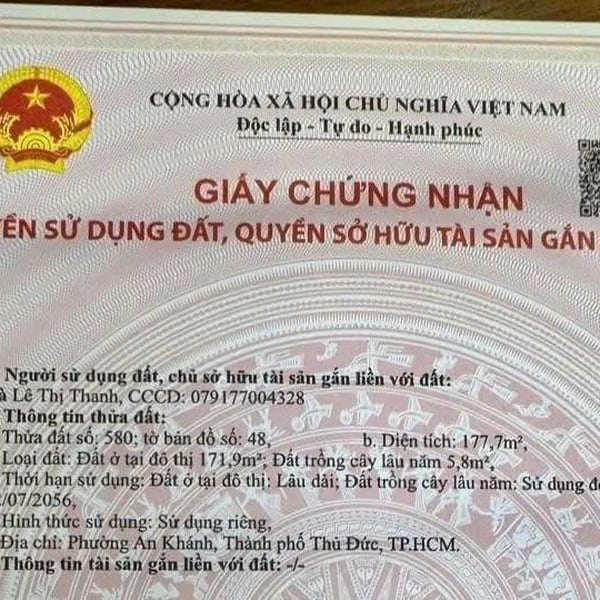 CỘNG HÒA XÃ HỘI CHỦ NGHĨA VIỆT NAM
Độc lập - Tự do - Hạnh phúc
GIẤY CHỨNG NHẬN
SỬ DỤNG ĐẤT, QUYỀN SỞ HỮU TÀI SẢN GẮN
Người sử dụng đất, chủ sở hữu tài sản gắn liền với đất:
Lê Thị Thanh, CCCD: 079177004328
Thông tin thửa đất:
Thửa đất số: 580; tờ bản đồ số: 48, b. Diện tích: 177,7m²,
Loại đất: Đất ở tại đô thị 171,9m²; Đất trồng cây lâu năm 5,8m²,
Thời hạn sử dụng: Đất ở tại đô thị: Lâu dài; Đất trồng cây lâu năm: Sử dụng
/07/2056,
Hình thức sử dụng: Sử dụng riêng,
Địa chỉ: Phường An Khánh, Thành phố Thủ Đức, TP.HCM.
Thông tin tài sản gắn liền với đất: -/-